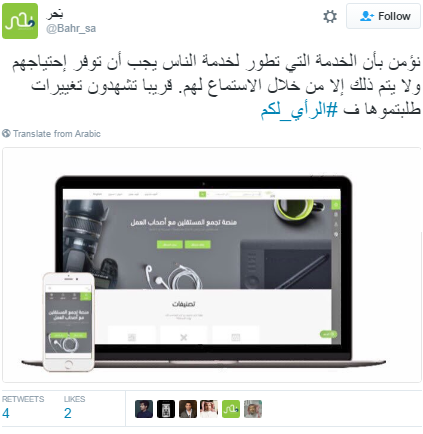 بَحر
@Bahr_sa
Follow
نؤمن بأن الخدمة التي تطور لخدمة الناس يجب أن توفر إحتياجهم
ولا يتم ذلك إلا من خلال الاستماع لهم. قريبا تشهدون تغييرات
طلبتموها ف #الرأي_لكم
Translate from Arabic
منصة تجمع المستقلين مع أصحاب العمل
تصنيفات
منصة تجمع المستقلين مع أصحاب العمل
RETWEETS
4
LIKES
2